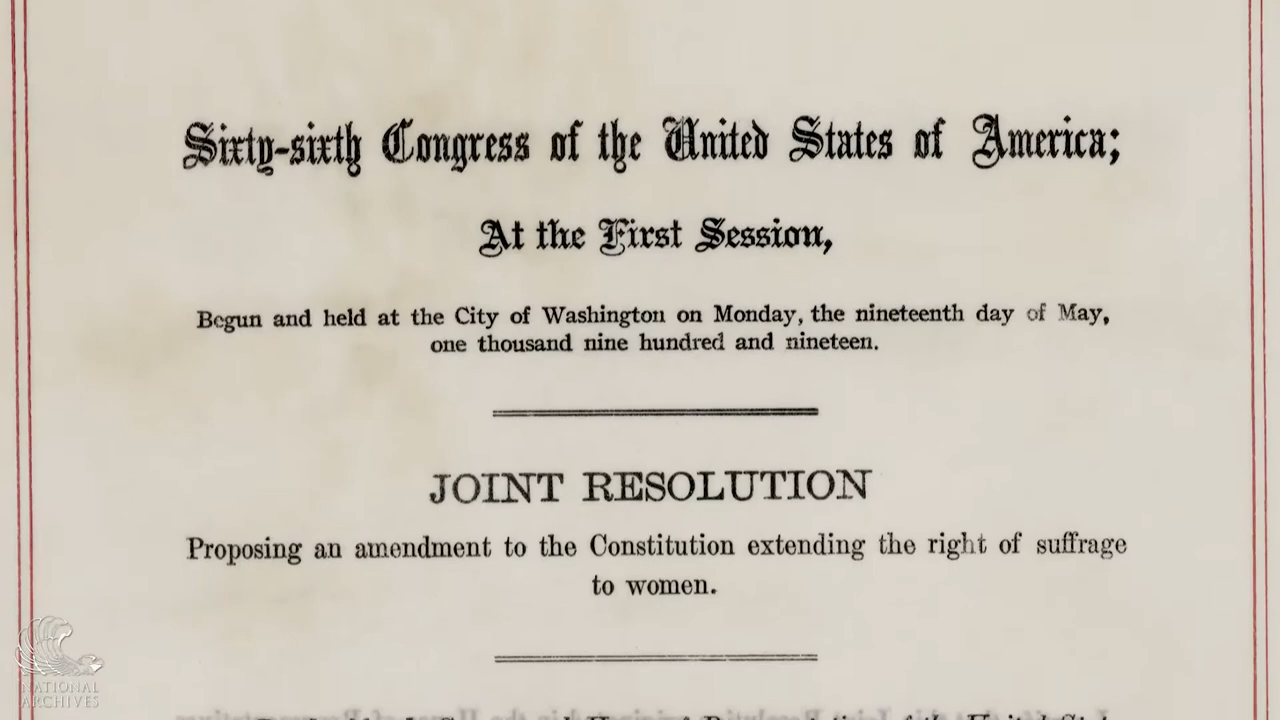 Sixty-sixth Congress of the United States of America;
At the First Session,
Begun and held at the City of Washington on Monday, the nineteenth day of May,
one thousand nine hundred and nineteen.
JOINT RESOLUTION
Proposing an amendment to the Constitution extending the right of suffrage
to women.
NATIONAL
ARCHIVES